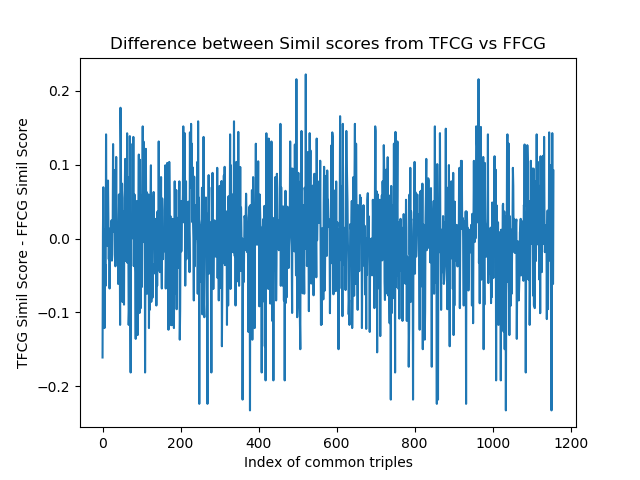 Difference between Simil scores from TFCG vs FFCG
TFCG Simil Score - FFCG Simil Score
0.2
0.1
0.0
−0.1
−0.2
0 200 400 600 800 1000 1200
Index of common triples